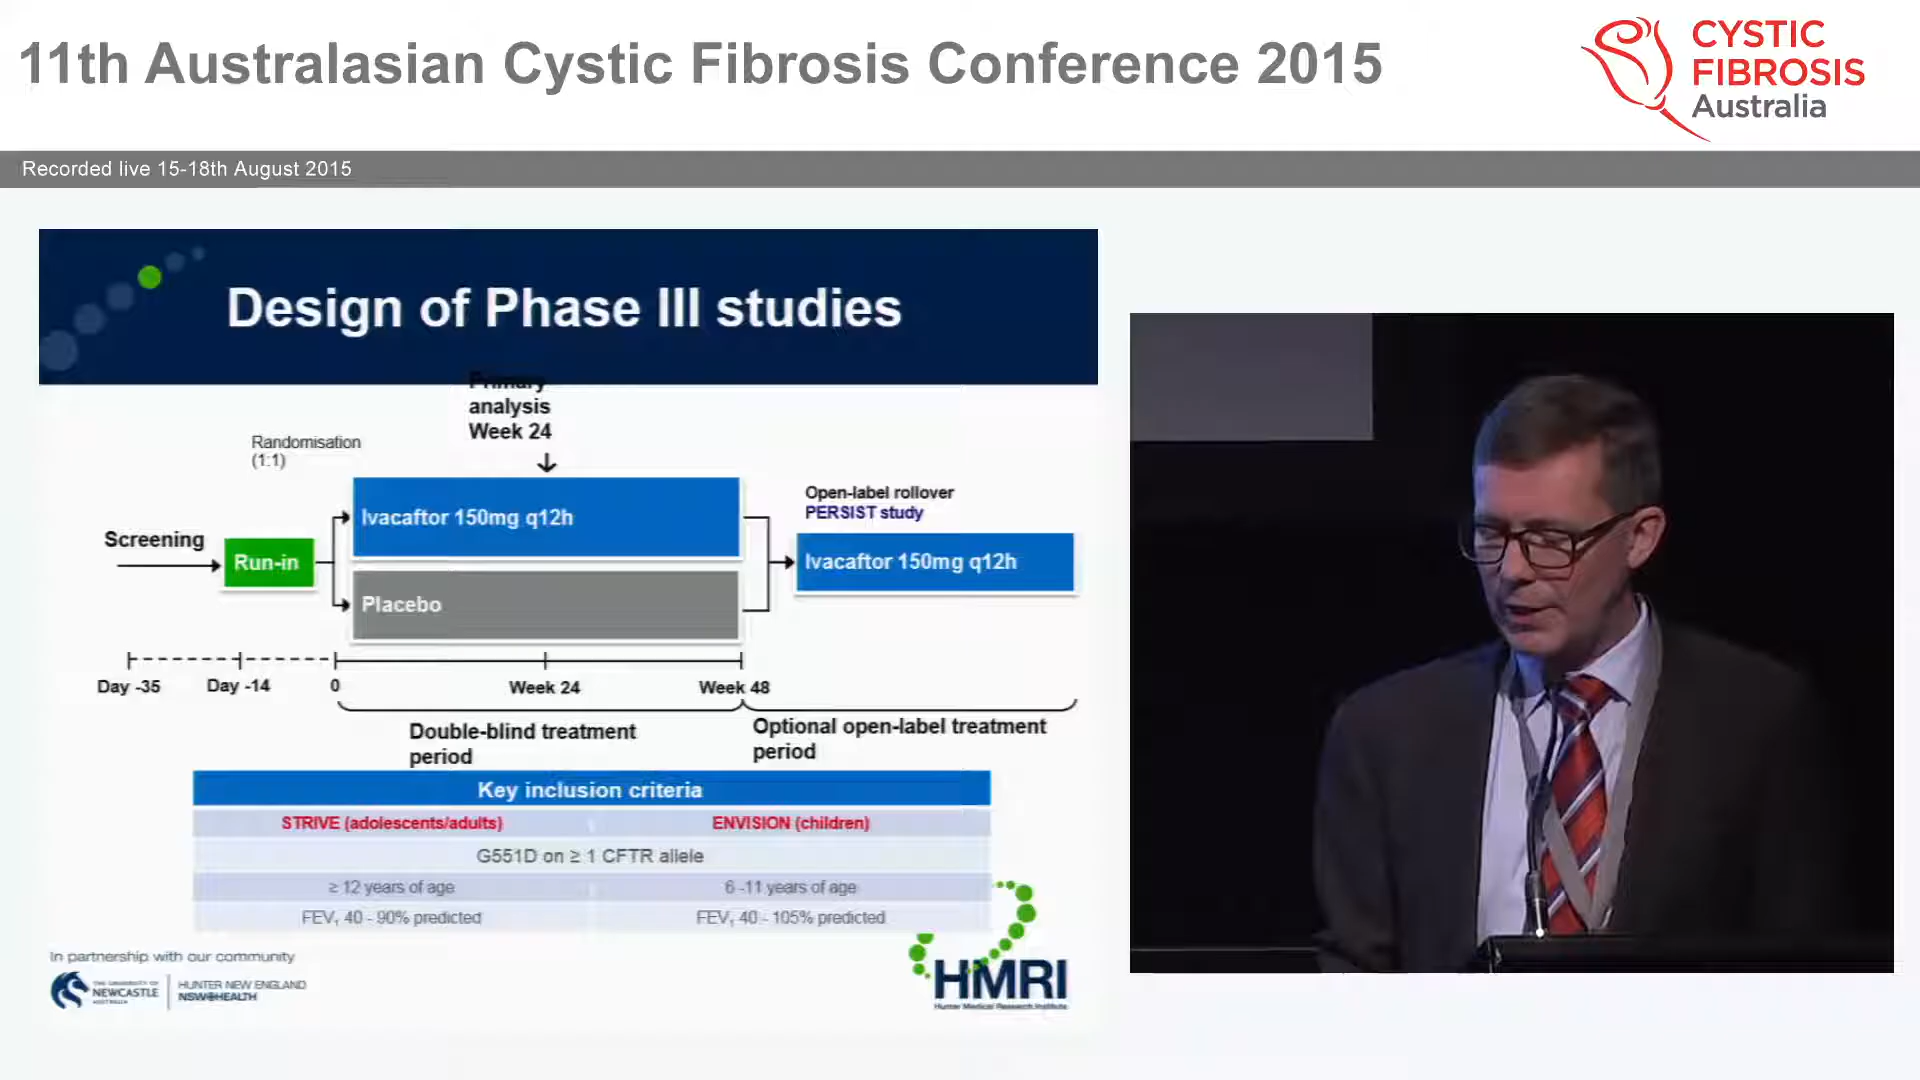 11th Australasian Cystic Fibrosis Conference 2015
CYSTIC
FIBROSIS
Australia
Recorded live 15-18th August 2015
Design of Phase III studies
Primary
analysis
Week 24
Randomisation
(1:1)
Ivacaftor 150mg q12h
Open-label rollover
PERSIST study
Screening
Run-in
Ivacaftor 150mg q12h
Placebo
Day -35
Day -14
0
Week 24
Week 48
Double-blind treatment
period
Optional open-label treatment
period
Key inclusion criteria
STRIVE (adolescents/adults)
ENVISION (children)
G551D on ≥ 1 CFTR allele
≥ 12 years of age
6 -11 years of age
FEV₁ 40 - 90% predicted
FEV₁ 40 - 105% predicted
In partnership with our community
THE UNIVERSITY OF
NEWCASTLE
AUSTRALIA
HUNTER NEW ENGLAND
NSW HEALTH
HMRI
Hunter Medical Research Institute